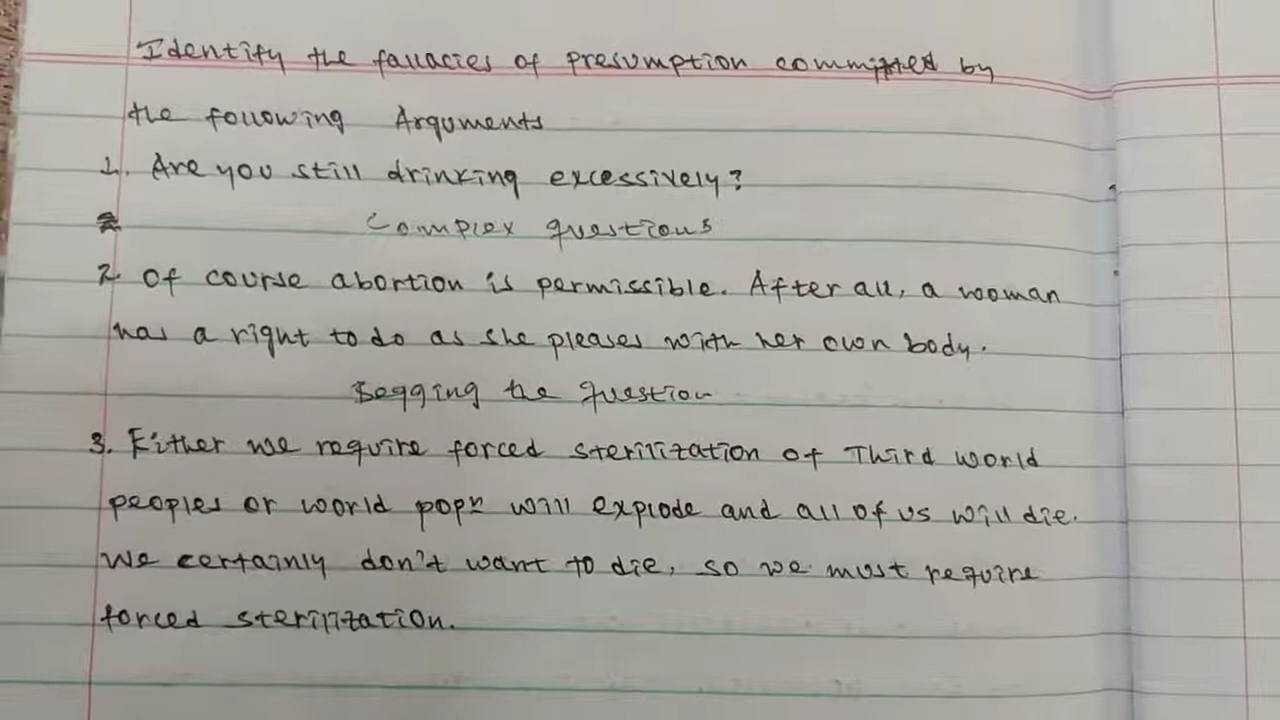 Identify the fallacies of presumption committed by
the following Arguments
1. Are you still drinking excessively?
Complex questions
2. Of course abortion is permissible. After all, a wooman
has a right to do as she pleases with her own body.
Begging the question
3. Either we require forced sterilization of Third world
peoples or world popn will explode and all of us will die.
We certainly don't want to die, so we must require
forced sterilization.